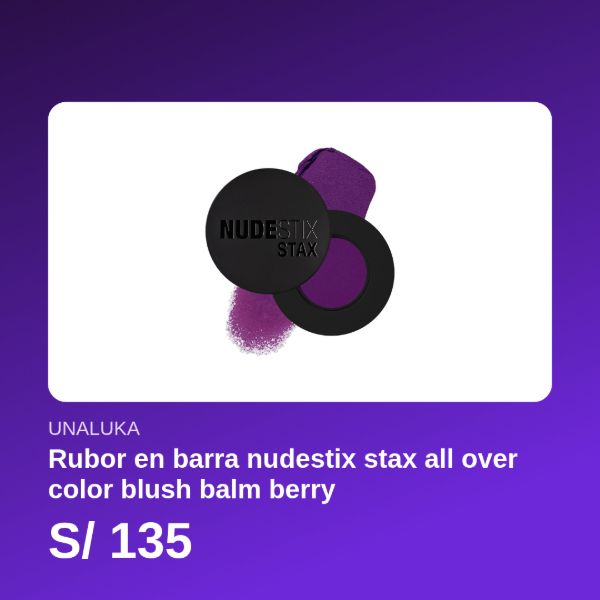 NUDESTIX
STAX
UNALUKA
Rubor en barra nudestix stax all over
color blush balm berry
S/ 135